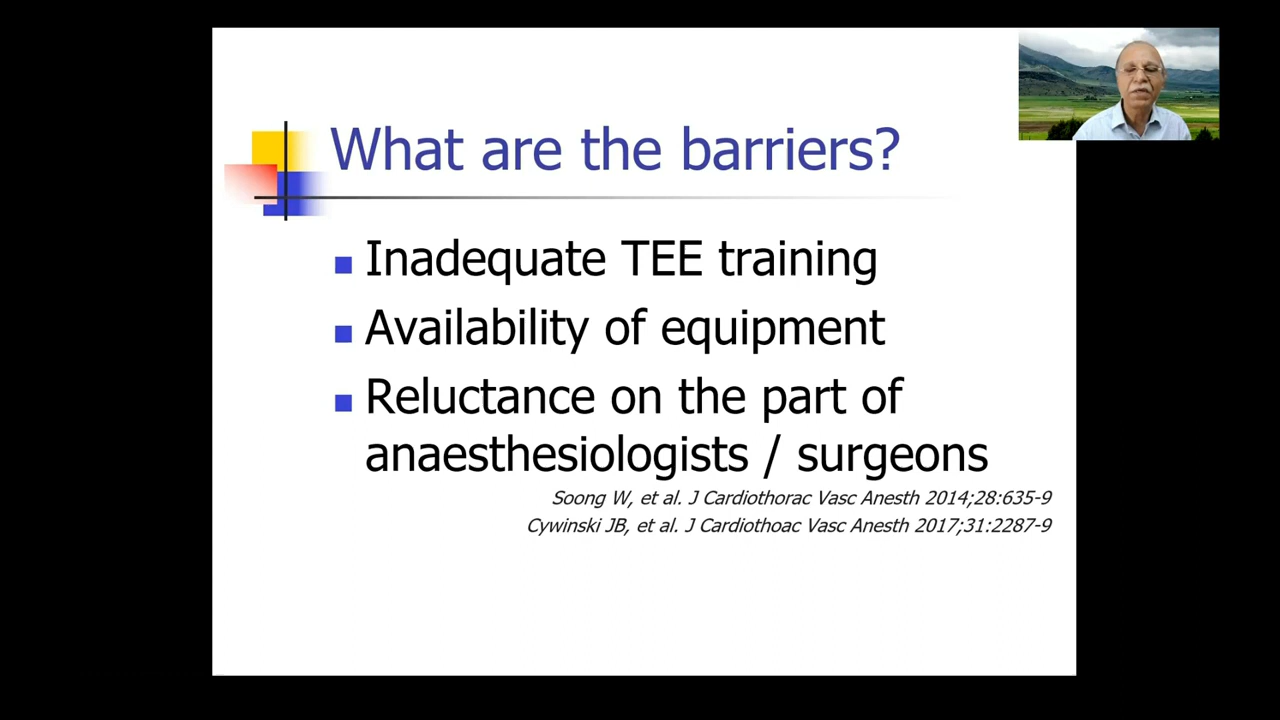 What are the barriers?
Inadequate TEE training
Availability of equipment
Reluctance on the part of
anaesthesiologists / surgeons
Soong W, et al. J Cardiothorac Vasc Anesth 2014;28:635-9
Cywinski JB, et al. J Cardiothoac Vasc Anesth 2017;31:2287-9